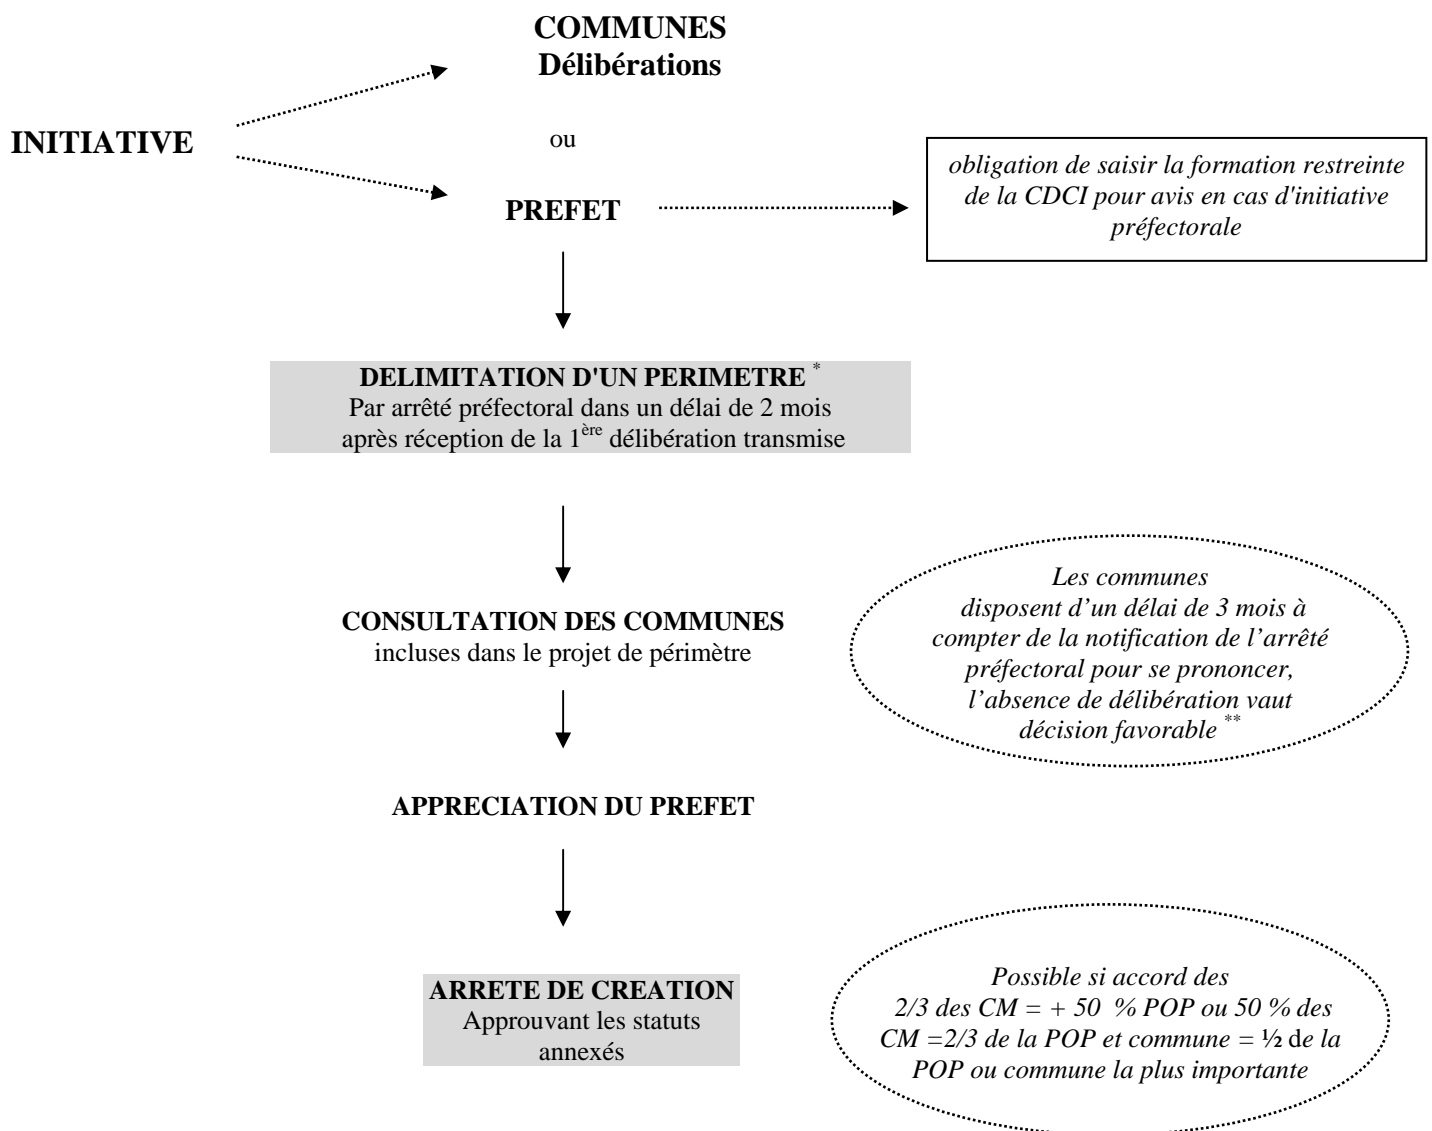 COMMUNES
Délibérations
INITIATIVE
ou
PREFET
obligation de saisir la formation restreinte
de la CDCI pour avis en cas d'initiative
préfectorale
DELIMITATION D'UN PERIMETRE *
Par arrêté préfectoral dans un délai de 2 mois
après réception de la 1ère délibération transmise
CONSULTATION DES COMMUNES
incluses dans le projet de périmètre
Les communes
disposent d’un délai de 3 mois à
compter de la notification de l’arrêté
préfectoral pour se prononcer,
l’absence de délibération vaut
décision favorable **
APPRECIATION DU PREFET
ARRETE DE CREATION
Approuvant les statuts
annexés
Possible si accord des
2/3 des CM = + 50 % POP ou 50 % des
CM =2/3 de la POP et commune = ½ de la
POP ou commune la plus importante